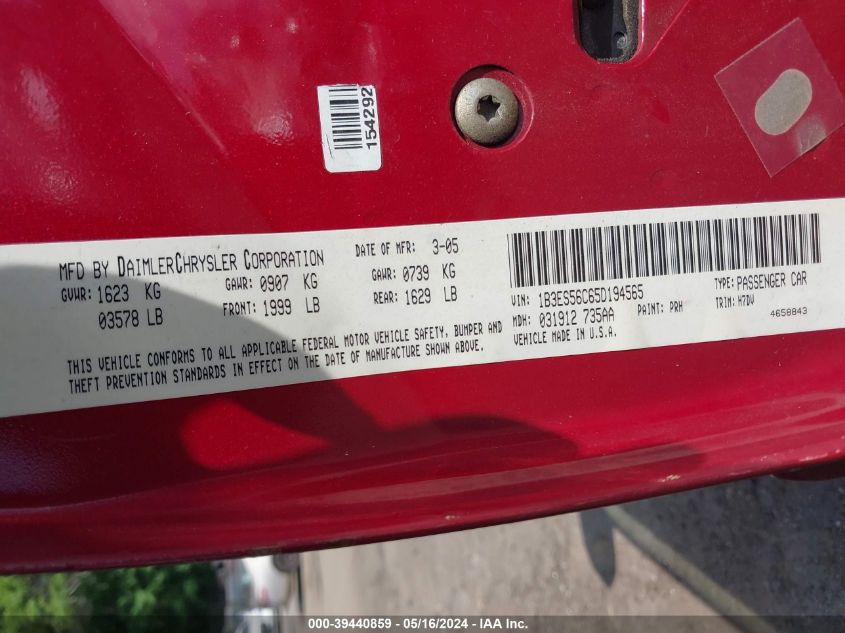 154292
MFD BY DAIMLERCHRYSLER CORPORATION DATE OF MFR: 3-05
GVWR: 1623 KG GAWR: 0907 KG GAWR: 0739 KG
03578 LB FRONT: 1999 LB REAR: 1629 LB
THIS VEHICLE CONFORMS TO ALL APPLICABLE FEDERAL MOTOR VEHICLE SAFETY, BUMPER AND
THEFT PREVENTION STANDARDS IN EFFECT ON THE DATE OF MANUFACTURE SHOWN ABOVE.
VIN: 1B3ES56C65D194565 TYPE: PASSENGER CAR
MDH: 031912 735AA PAINT: PRH TRIM: H7DV
VEHICLE MADE IN U.S.A. 4658843
000-39440859 - 05/16/2024 - IAA Inc.